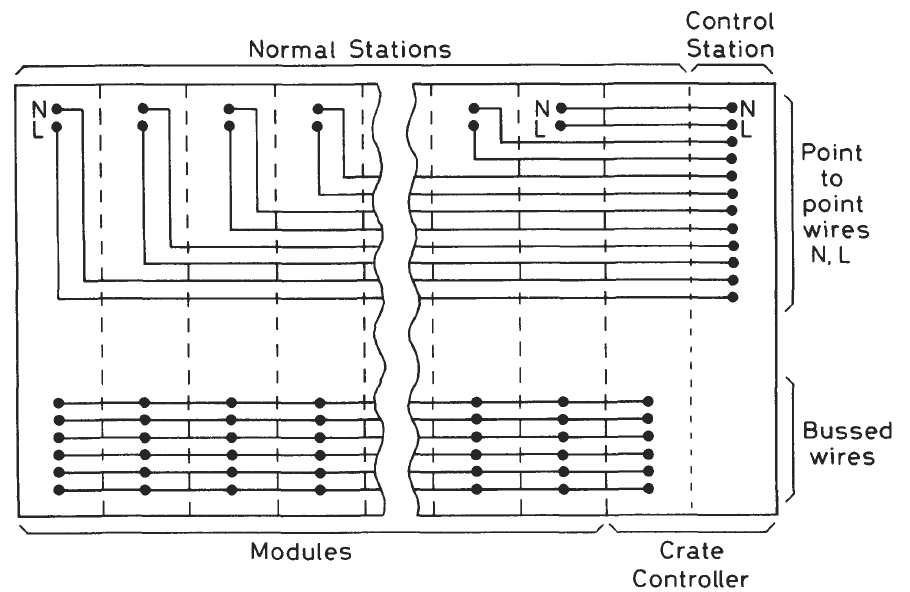 Control
Station
Normal Stations
N
L
N
L
N
L
Point
to
point
wires
N, L
Bussed
wires
Modules
Crate
Controller